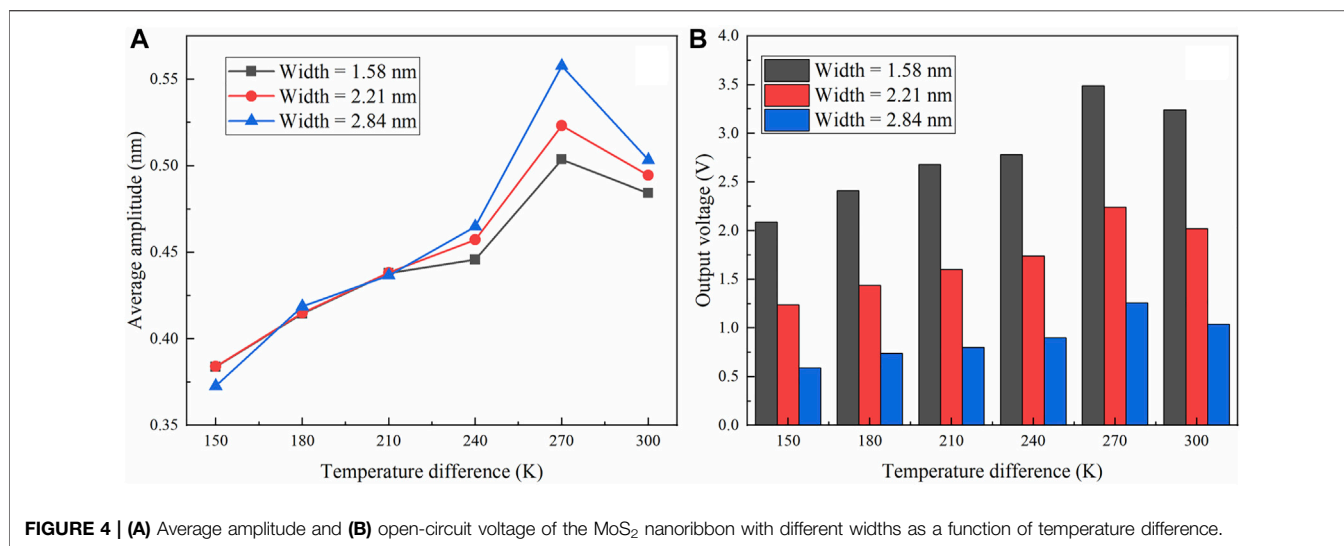 A
Width = 1.58 nm
Width = 2.21 nm
Width = 2.84 nm
0.55
0.50
0.45
0.40
0.35
Average amplitude (nm)
150 180 210 240 270 300
Temperature difference (K)
B
Width = 1.58 nm
Width = 2.21 nm
Width = 2.84 nm
4.0
3.5
3.0
2.5
2.0
1.5
1.0
0.5
0.0
Output voltage (V)
150 180 210 240 270 300
Temperature difference (K)
FIGURE 4 | (A) Average amplitude and (B) open-circuit voltage of the MoS₂ nanoribbon with different widths as a function of temperature difference.